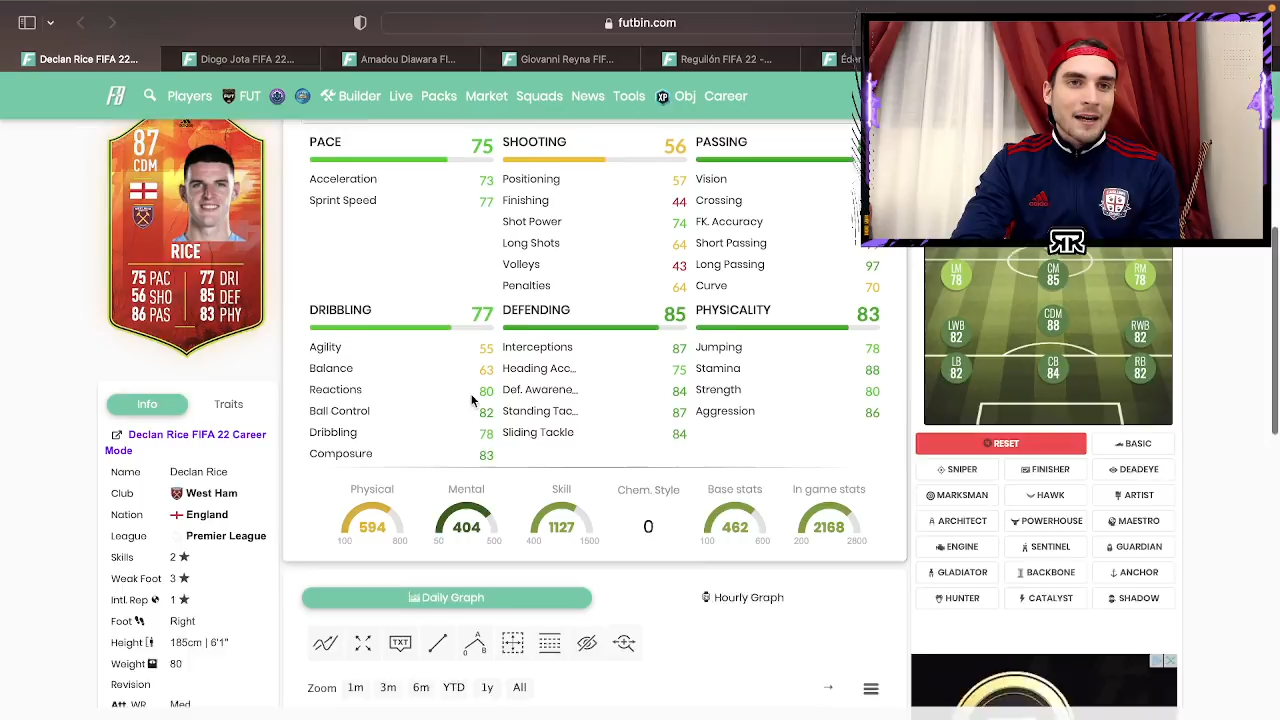 futbin.com
Declan Rice FIFA 22...
Diogo Jota FIFA 22...
Amadou Diawara FI...
Giovanni Reyna FIF...
Reguilón FIFA 22 -...
Éder
Players
FUT
Builder
Live
Packs
Market
Squads
News
Tools
XP
Obj
Career
87
CDM
RICE
75 PAC 77 DRI
56 SHO 85 DEF
86 PAS 83 PHY
PACE 75
Acceleration 73
Sprint Speed 77
SHOOTING 56
Positioning 57
Finishing 44
Shot Power 74
Long Shots 64
Volleys 43
Penalties 64
PASSING
Vision
Crossing
FK. Accuracy
Short Passing
Long Passing 97
Curve 70
DRIBBLING 77
Agility 55
Balance 63
Reactions 80
Ball Control 82
Dribbling 78
Composure 83
DEFENDING 85
Interceptions 87
Heading Acc... 75
Def. Awarene... 84
Standing Tac... 87
Sliding Tackle 84
PHYSICALITY 83
Jumping 78
Stamina 88
Strength 80
Aggression 86
Physical
594
100 800
Mental
404
50 500
Skill
1127
400 1500
Chem. Style
0
Base stats
462
100 600
In game stats
2168
200 2800
Info
Traits
Declan Rice FIFA 22 Career
Mode
Name Declan Rice
Club West Ham
Nation England
League Premier League
Skills 2
Weak Foot 3
Intl. Rep 1
Foot Right
Height 185cm | 6'1"
Weight 80
Revision
Att. WR Med
Daily Graph
Hourly Graph
TXT
Zoom 1m 3m 6m YTD 1y All
LM
78
CM
85
RM
78
LWB
82
CDM
88
RWB
82
LB
82
CB
84
RB
82
RESET
BASIC
SNIPER
FINISHER
DEADEYE
MARKSMAN
HAWK
ARTIST
ARCHITECT
POWERHOUSE
MAESTRO
ENGINE
SENTINEL
GUARDIAN
GLADIATOR
BACKBONE
ANCHOR
HUNTER
CATALYST
SHADOW